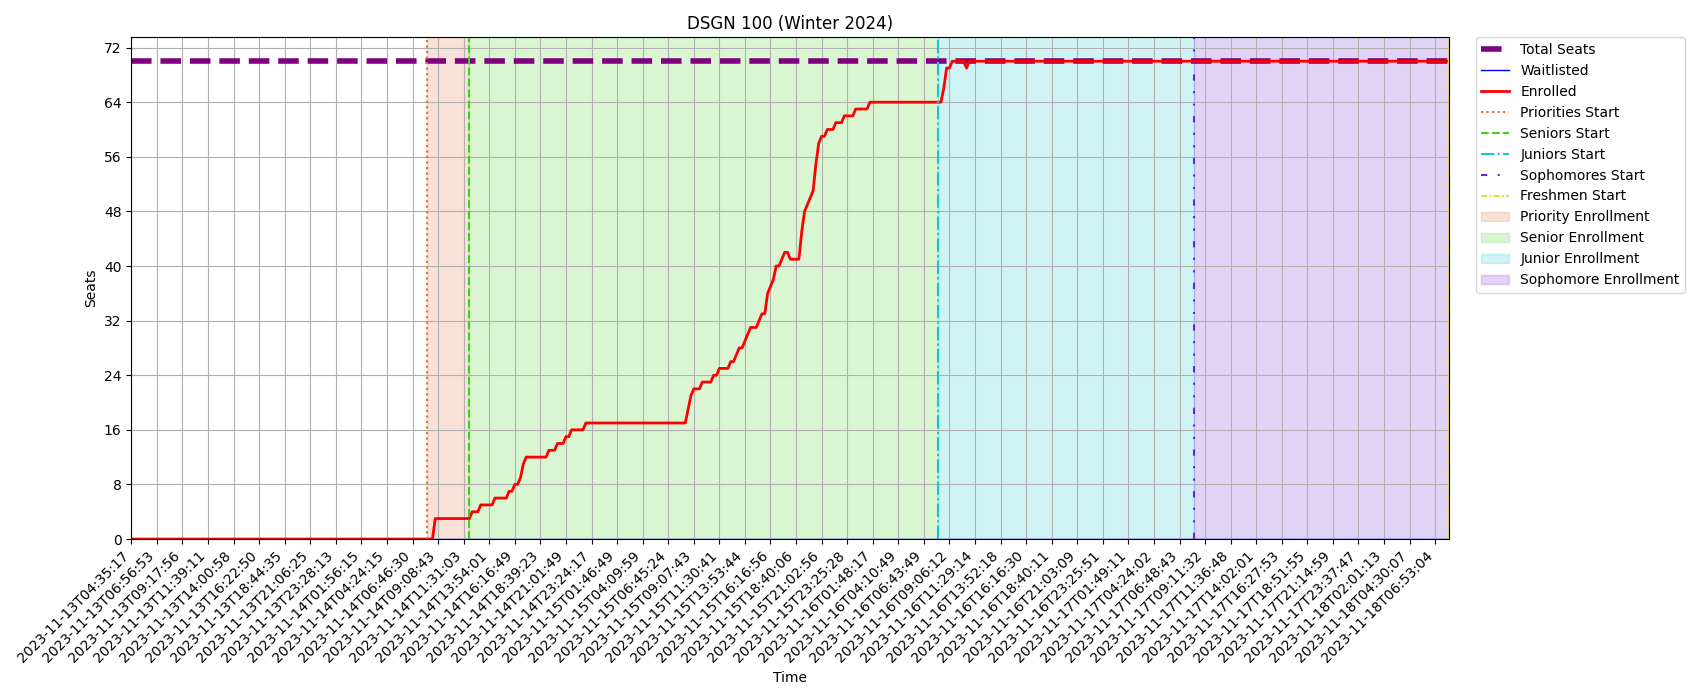 DSGN 100 (Winter 2024)
72
64
56
48
40
32
24
16
8
0
Seats
2023-11-13T04:35:17
2023-11-13T06:56:53
2023-11-13T09:17:56
2023-11-13T11:39:11
2023-11-13T14:00:58
2023-11-13T16:22:50
2023-11-13T18:44:35
2023-11-13T21:06:25
2023-11-13T23:28:13
2023-11-14T01:56:15
2023-11-14T04:24:15
2023-11-14T06:46:30
2023-11-14T09:08:43
2023-11-14T11:31:03
2023-11-14T13:54:01
2023-11-14T16:16:49
2023-11-14T18:39:23
2023-11-14T21:01:49
2023-11-14T23:24:17
2023-11-15T01:46:49
2023-11-15T04:09:59
2023-11-15T06:45:24
2023-11-15T09:07:43
2023-11-15T11:30:41
2023-11-15T13:53:44
2023-11-15T16:16:56
2023-11-15T18:40:06
2023-11-15T21:02:56
2023-11-15T23:25:28
2023-11-16T01:48:17
2023-11-16T04:10:49
2023-11-16T06:43:49
2023-11-16T09:06:12
2023-11-16T11:29:14
2023-11-16T13:52:18
2023-11-16T16:16:30
2023-11-16T18:40:11
2023-11-16T21:03:09
2023-11-16T23:25:51
2023-11-17T01:49:11
2023-11-17T04:24:02
2023-11-17T06:48:43
2023-11-17T09:11:32
2023-11-17T11:36:48
2023-11-17T14:02:01
2023-11-17T16:27:53
2023-11-17T18:51:55
2023-11-17T21:14:59
2023-11-17T23:37:47
2023-11-18T02:01:13
2023-11-18T04:30:07
2023-11-18T06:53:04
Time
Total Seats
Waitlisted
Enrolled
Priorities Start
Seniors Start
Juniors Start
Sophomores Start
Freshmen Start
Priority Enrollment
Senior Enrollment
Junior Enrollment
Sophomore Enrollment